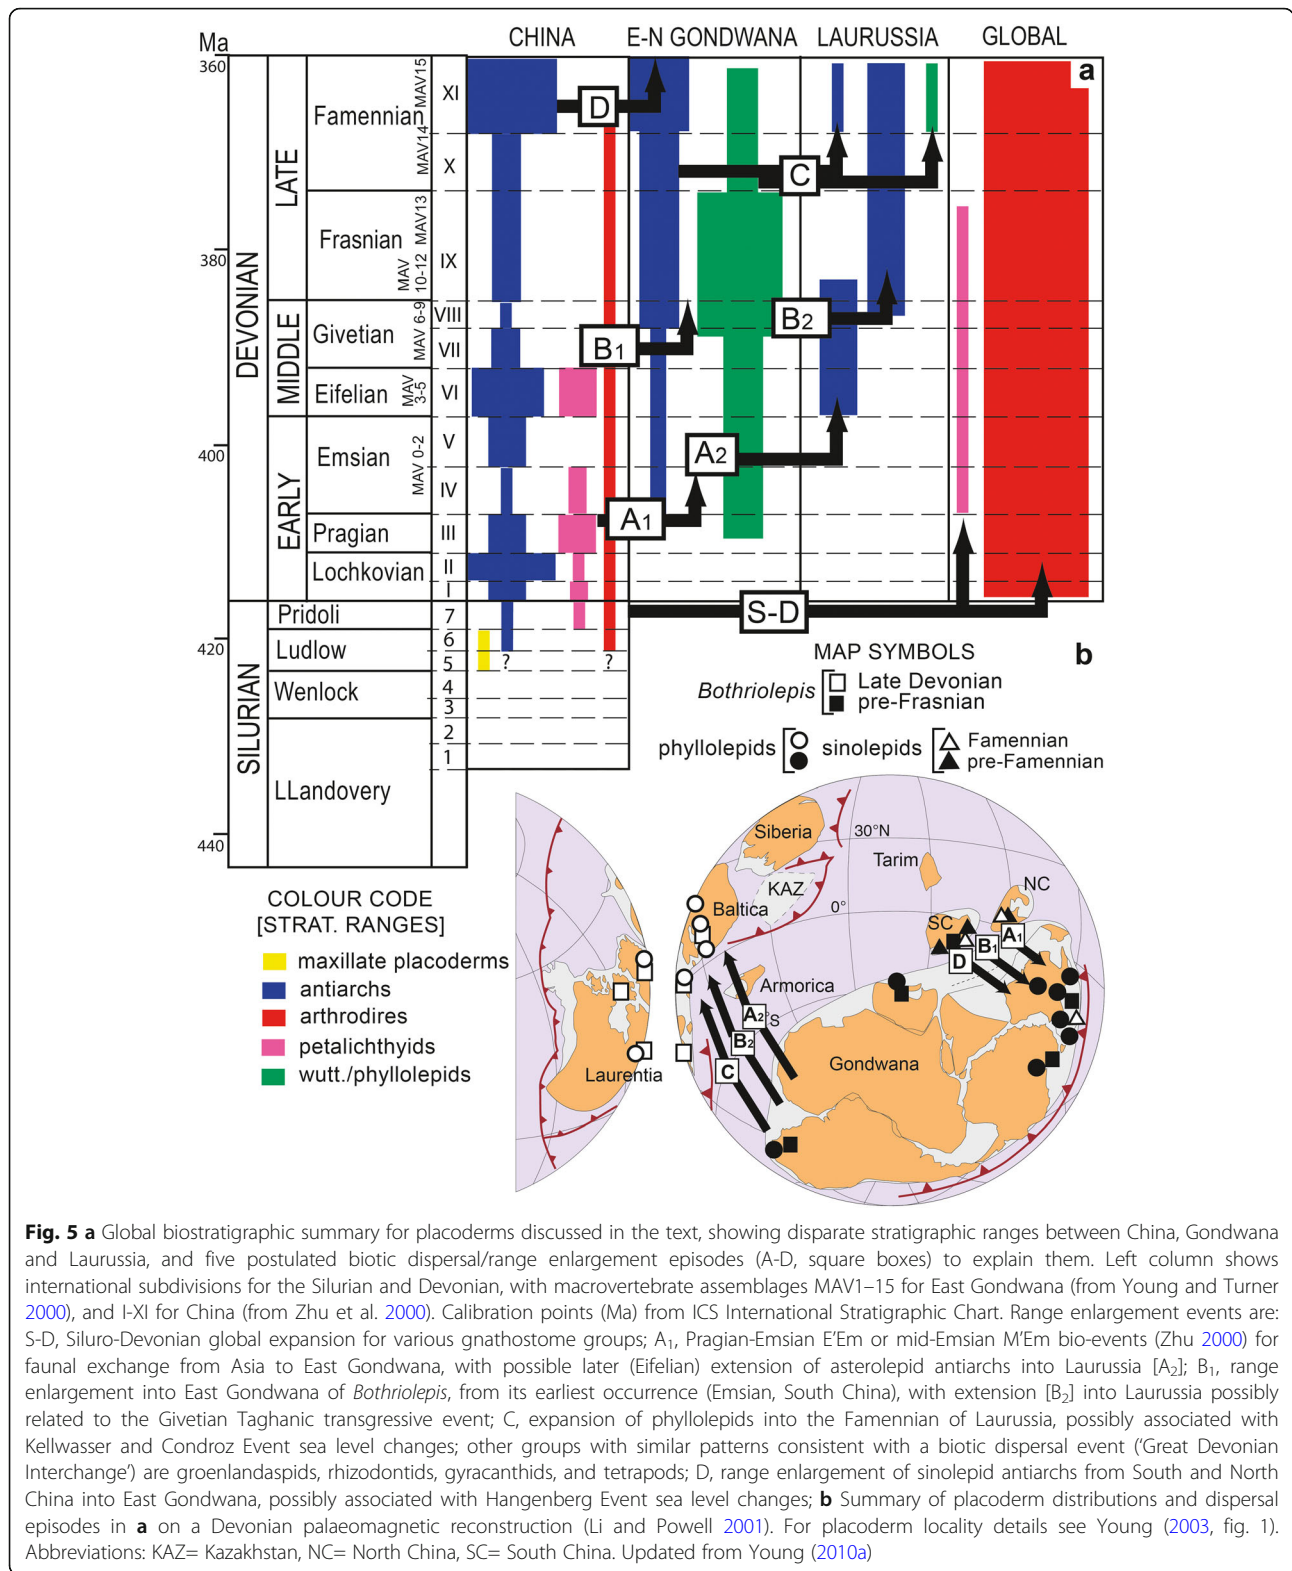 Ma
CHINA
E-N GONDWANA
LAURUSSIA
GLOBAL
a
360
380
400
420
440
DEVONIAN
SILURIAN
LATE
MIDDLE
EARLY
Famennian
Frasnian
Givetian
Eifelian
Emsian
Pragian
Lochkovian
Pridoli
Ludlow
Wenlock
LLandovery
MAV15
MAV14
MAV13
MAV
10-12
MAV 6-9
MAV
3-5
MAV 0-2
XI
X
IX
VIII
VII
VI
V
IV
III
II
I
7
6
5
4
3
2
1
D
C
B1
B2
A2
A1
S-D
?
?
b
MAP SYMBOLS
Bothriolepis
Late Devonian
pre-Frasnian
phyllolepids
sinolepids
Famennian
pre-Famennian
COLOUR CODE
[STRAT. RANGES]
maxillate placoderms
antiarchs
arthrodires
petalichthyids
wutt./phyllolepids
Siberia
30°N
Tarim
KAZ
NC
Baltica
0°
SC
A1
B1
D
Armorica
A2
°S
B2
C
Laurentia
Gondwana
Fig. 5 a Global biostratigraphic summary for placoderms discussed in the text, showing disparate stratigraphic ranges between China, Gondwana
and Laurussia, and five postulated biotic dispersal/range enlargement episodes (A-D, square boxes) to explain them. Left column shows
international subdivisions for the Silurian and Devonian, with macrovertebrate assemblages MAV1–15 for East Gondwana (from Young and Turner
2000), and I-XI for China (from Zhu et al. 2000). Calibration points (Ma) from ICS International Stratigraphic Chart. Range enlargement events are:
S-D, Siluro-Devonian global expansion for various gnathostome groups; A₁, Pragian-Emsian E'Em or mid-Emsian M'Em bio-events (Zhu 2000) for
faunal exchange from Asia to East Gondwana, with possible later (Eifelian) extension of asterolepid antiarchs into Laurussia [A₂]; B₁, range
enlargement into East Gondwana of Bothriolepis, from its earliest occurrence (Emsian, South China), with extension [B₂] into Laurussia possibly
related to the Givetian Taghanic transgressive event; C, expansion of phyllolepids into the Famennian of Laurussia, possibly associated with
Kellwasser and Condroz Event sea level changes; other groups with similar patterns consistent with a biotic dispersal event ('Great Devonian
Interchange') are groenlandaspids, rhizodontids, gyracanthids, and tetrapods; D, range enlargement of sinolepid antiarchs from South and North
China into East Gondwana, possibly associated with Hangenberg Event sea level changes; b Summary of placoderm distributions and dispersal
episodes in a on a Devonian palaeomagnetic reconstruction (Li and Powell 2001). For placoderm locality details see Young (2003, fig. 1).
Abbreviations: KAZ= Kazakhstan, NC= North China, SC= South China. Updated from Young (2010a)